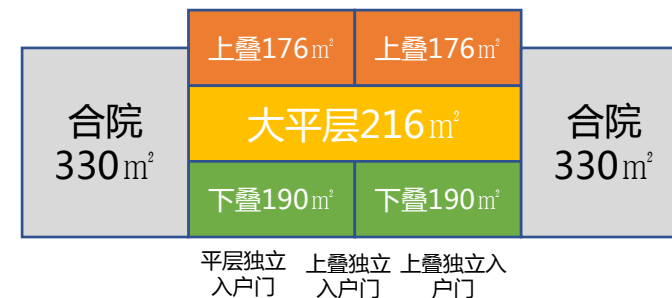 上叠176㎡
上叠176㎡
合院
330㎡
大平层216㎡
合院
330㎡
下叠190㎡
下叠190㎡
平层独立
入户门
上叠独立
入户门
上叠独立入
户门